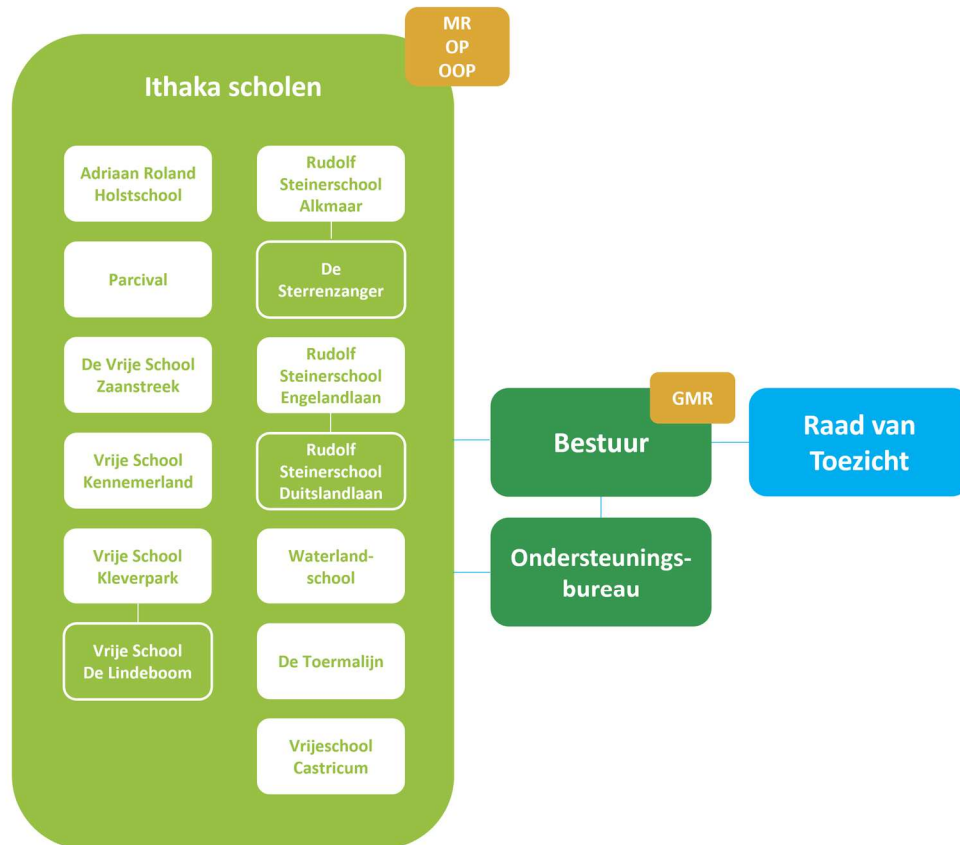 MR
OP
OOP
Ithaka scholen
Adriaan Roland
Holstschool
Parcival
De Vrije School
Zaanstreek
Vrije School
Kennemerland
Vrije School
Kleverpark
Vrije School
De Lindeboom
Rudolf
Steinerschool
Alkmaar
De
Sterrenzanger
Rudolf
Steinerschool
Engelandlaan
Rudolf
Steinerschool
Duitslandlaan
Waterland-
school
De Toermalijn
Vrijeschool
Castricum
GMR
Bestuur
Raad van
Toezicht
Ondersteunings-
bureau